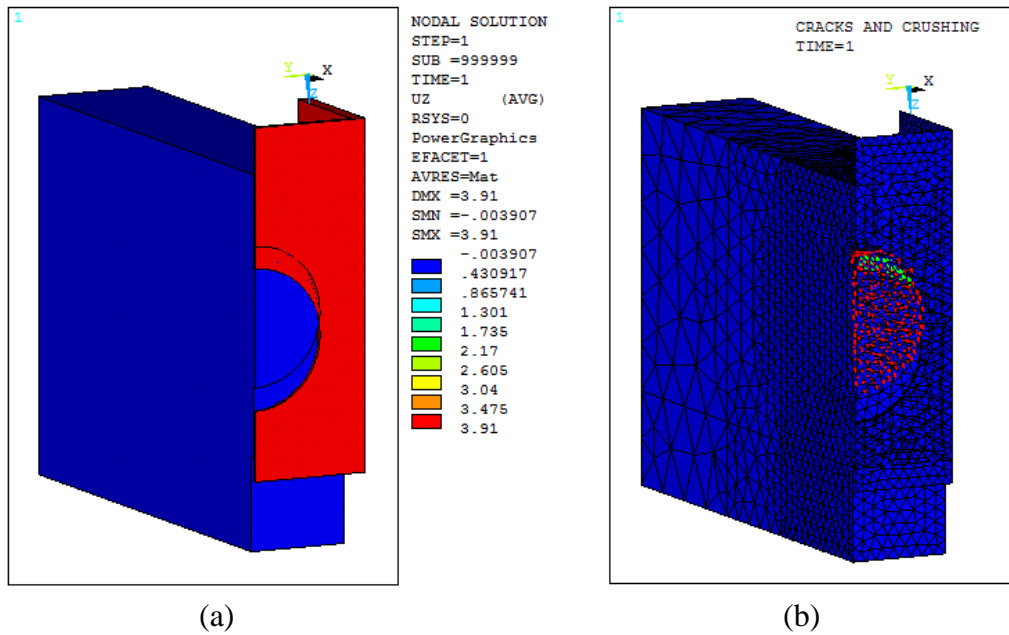 1
NODAL SOLUTION
STEP=1
SUB =999999
TIME=1
UZ (AVG)
RSYS=0
PowerGraphics
EFACET=1
AVRES=Mat
DMX =3.91
SMN =-.003907
SMX =3.91
-.003907
.430917
.865741
1.301
1.735
2.17
2.605
3.04
3.475
3.91
Y X
Z
(a)
1
CRACKS AND CRUSHING
TIME=1
Y X
Z
(b)